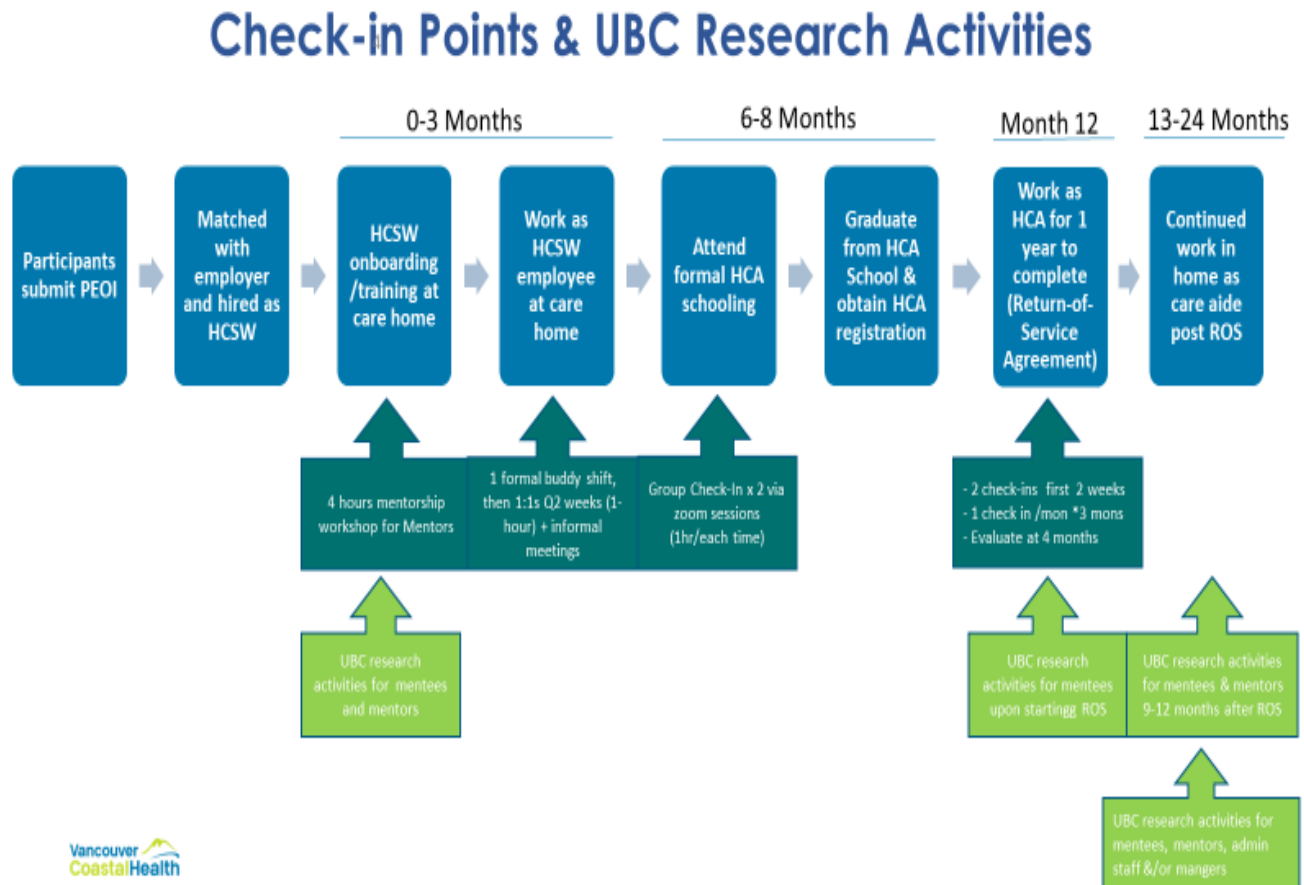 Check-in Points & UBC Research Activities
0-3 Months
6-8 Months
Month 12
13-24 Months
Participants
submit PEOI
Matched
with
employer
and hired as
HCSW
HCSW
onboarding
/training at
care home
Work as
HCSW
employee
at care
home
Attend
formal HCA
schooling
Graduate
from HCA
School &
obtain HCA
registration
Work as
HCA for 1
year to
complete
(Return-of-
Service
Agreement)
Continued
work in
home as
care aide
post ROS
4 hours mentorship
workshop for Mentors
1 formal buddy shift,
then 1:1s Q2 weeks (1-
hour) + informal
meetings
Group Check-In x 2 via
zoom sessions
(1hr/each time)
- 2 check-ins first 2 weeks
- 1 check in /mon *3 mons
- Evaluate at 4 months
UBC research
activities for mentees
and mentors
UBC research
activities for mentees
upon startingg ROS
UBC research activities
for mentees & mentors
9-12 months after ROS
UBC research activities for
mentees, mentors, admin
staff &/or mangers
Vancouver
CoastalHealth